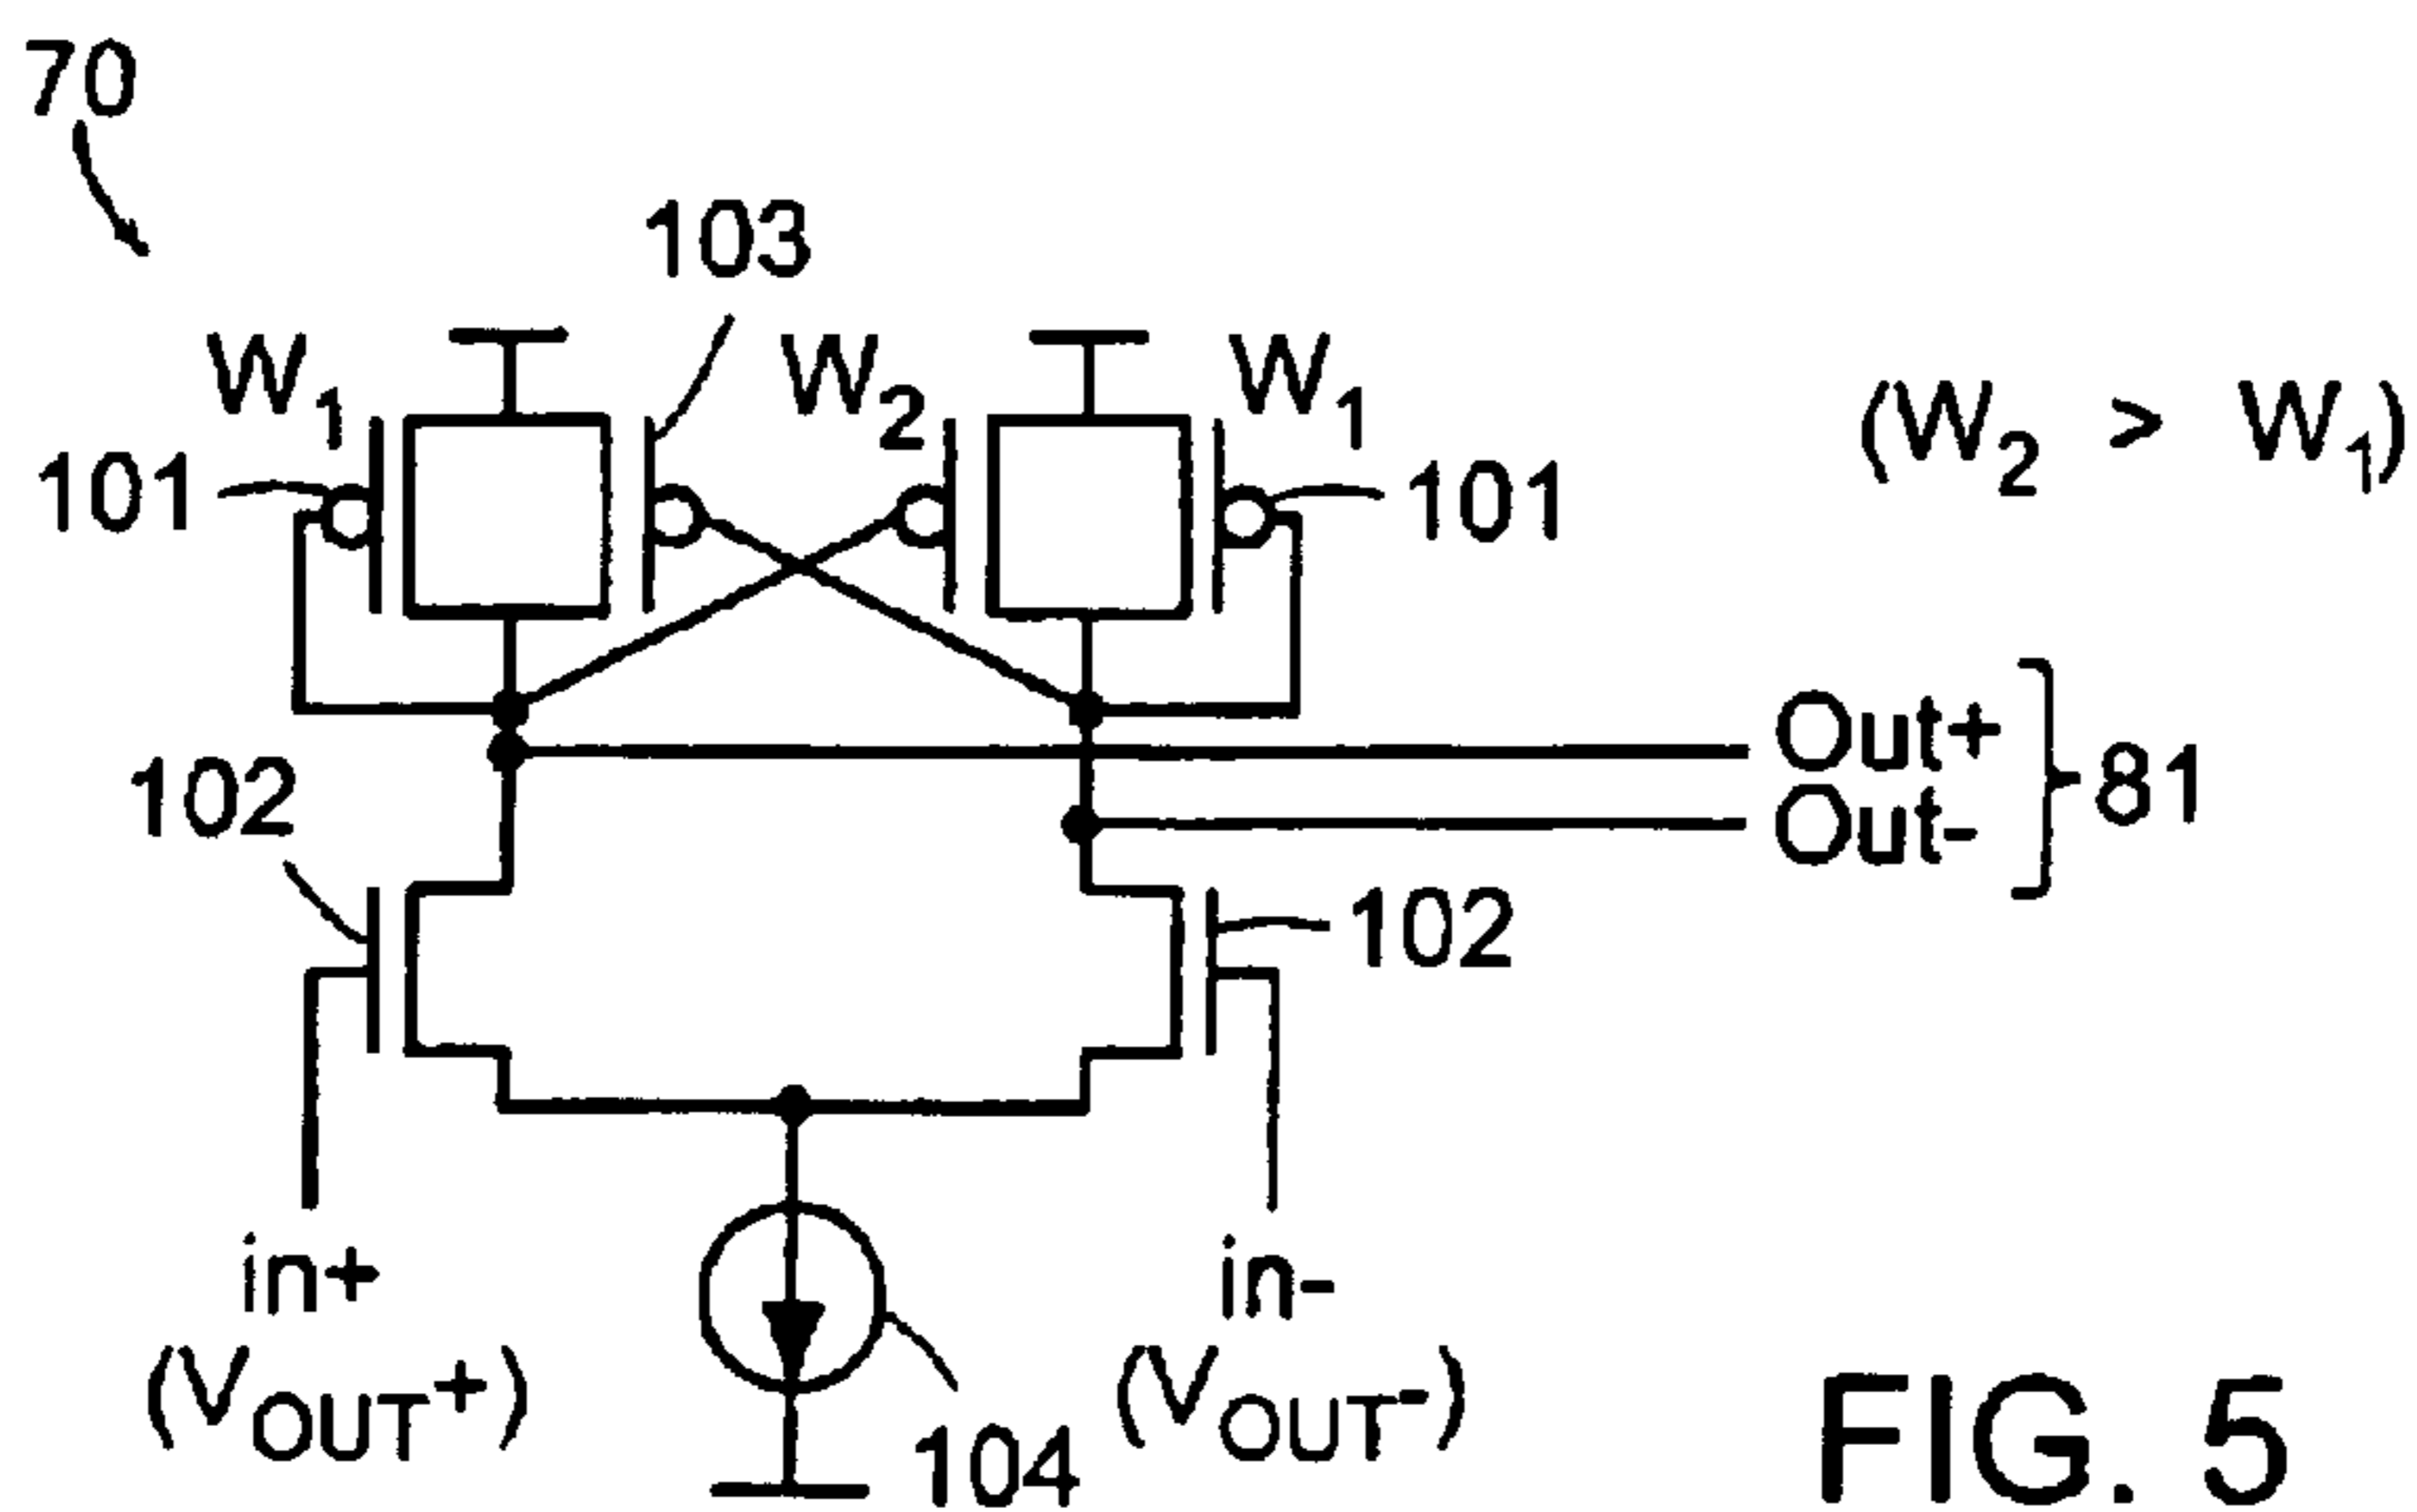 70
103
W1 W2 W1 (W2 > W1)
101 101
Out+
Out-
81
102
102
in+ in-
(VOUT+) (VOUT-)
104
FIG. 5